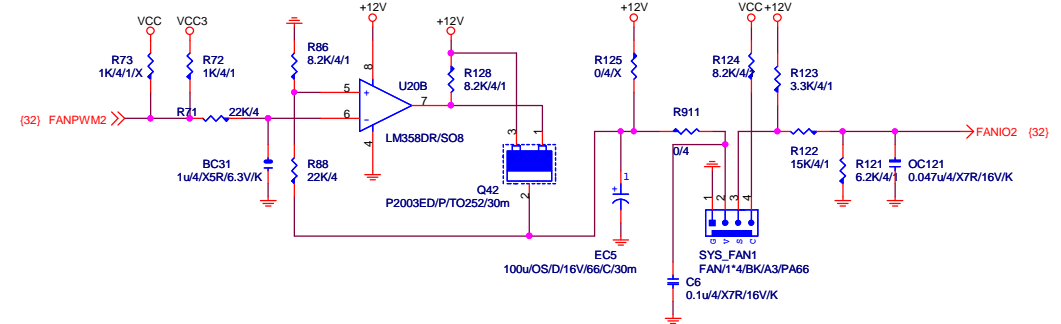 VCC
VCC3
+12V
+12V
+12V
VCC +12V
R73
1K/4/1/X
R72
1K/4/1
R86
8.2K/4/1
R128
8.2K/4/1
R125
0/4/X
R124
8.2K/4/1
R123
3.3K/4/1
8
U20B
5
+
7
6
-
4
LM358DR/SO8
{32} FANPWM2
R71 22K/4
R911
0/4
FANIO2 {32}
3
1
BC31
1u/4/X5R/6.3V/K
R88
22K/4
R122
15K/4/1
R121
6.2K/4/1
OC121
0.047u/4/X7R/16V/K
Q42
2
P2003ED/P/TO252/30m
1
+
EC5
100u/OS/D/16V/66/C/30m
1
2
3
4
G
V
S
C
SYS_FAN1
FAN/1*4/BK/A3/PA66
C6
0.1u/4/X7R/16V/K